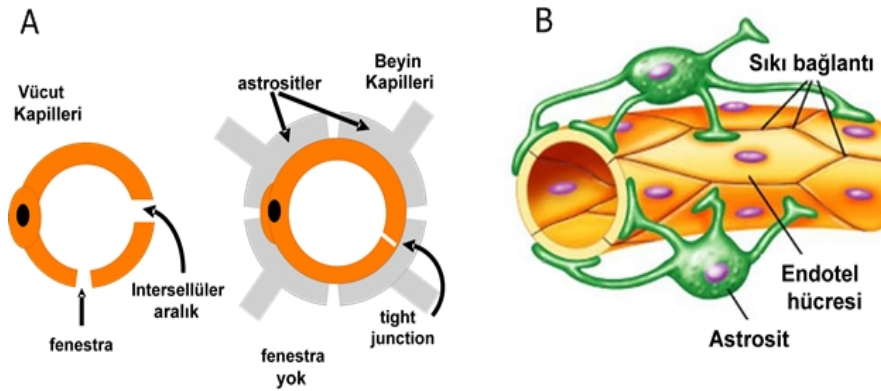 A
Vücut
Kapilleri
Intersellüler
aralık
fenestra
astrositler
Beyin
Kapilleri
tight
junction
fenestra
yok
B
Sıkı bağlantı
Endotel
hücresi
Astrosit